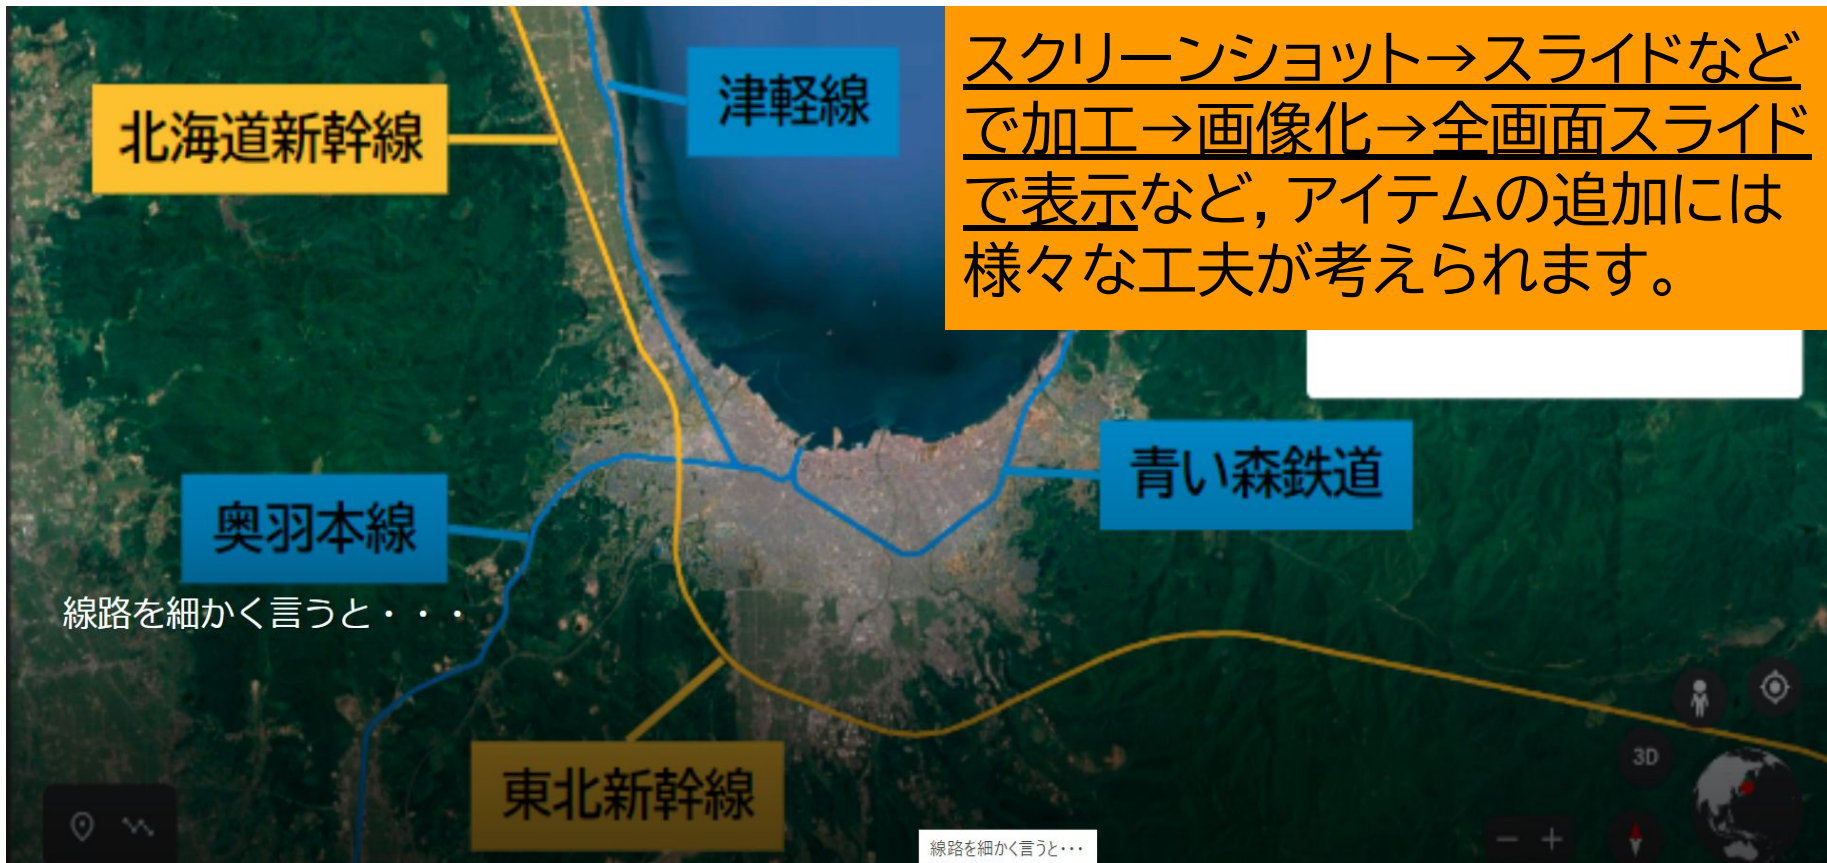 スクリーンショット→スライドなど
で加工→画像化→全画面スライド
で表示など，アイテムの追加には
様々な工夫が考えられます。
津軽線
北海道新幹線
青い森鉄道
奥羽本線
線路を細かく言うと・・・
東北新幹線
3D
線路を細かく言うと・・・